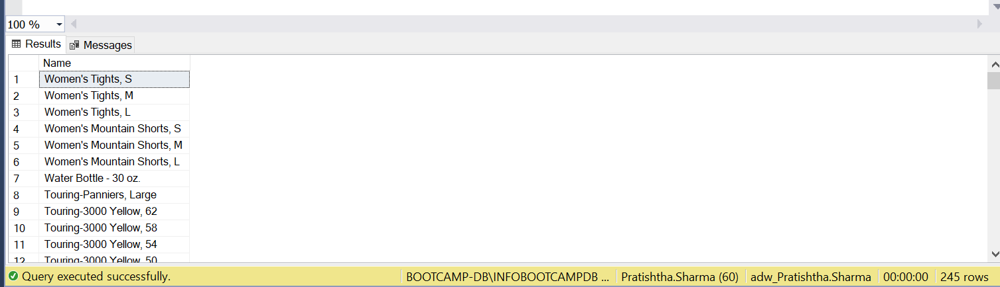 100 %
Results Messages
Name
1 Women's Tights, S
2 Women's Tights, M
3 Women's Tights, L
4 Women's Mountain Shorts, S
5 Women's Mountain Shorts, M
6 Women's Mountain Shorts, L
7 Water Bottle - 30 oz.
8 Touring-Panniers, Large
9 Touring-3000 Yellow, 62
10 Touring-3000 Yellow, 58
11 Touring-3000 Yellow, 54
12 Touring-3000 Yellow, 50
Query executed successfully. BOOTCAMP-DB\INFOBOOTCAMPDB ... Pratishtha.Sharma (60) adw_Pratishtha.Sharma 00:00:00 245 rows